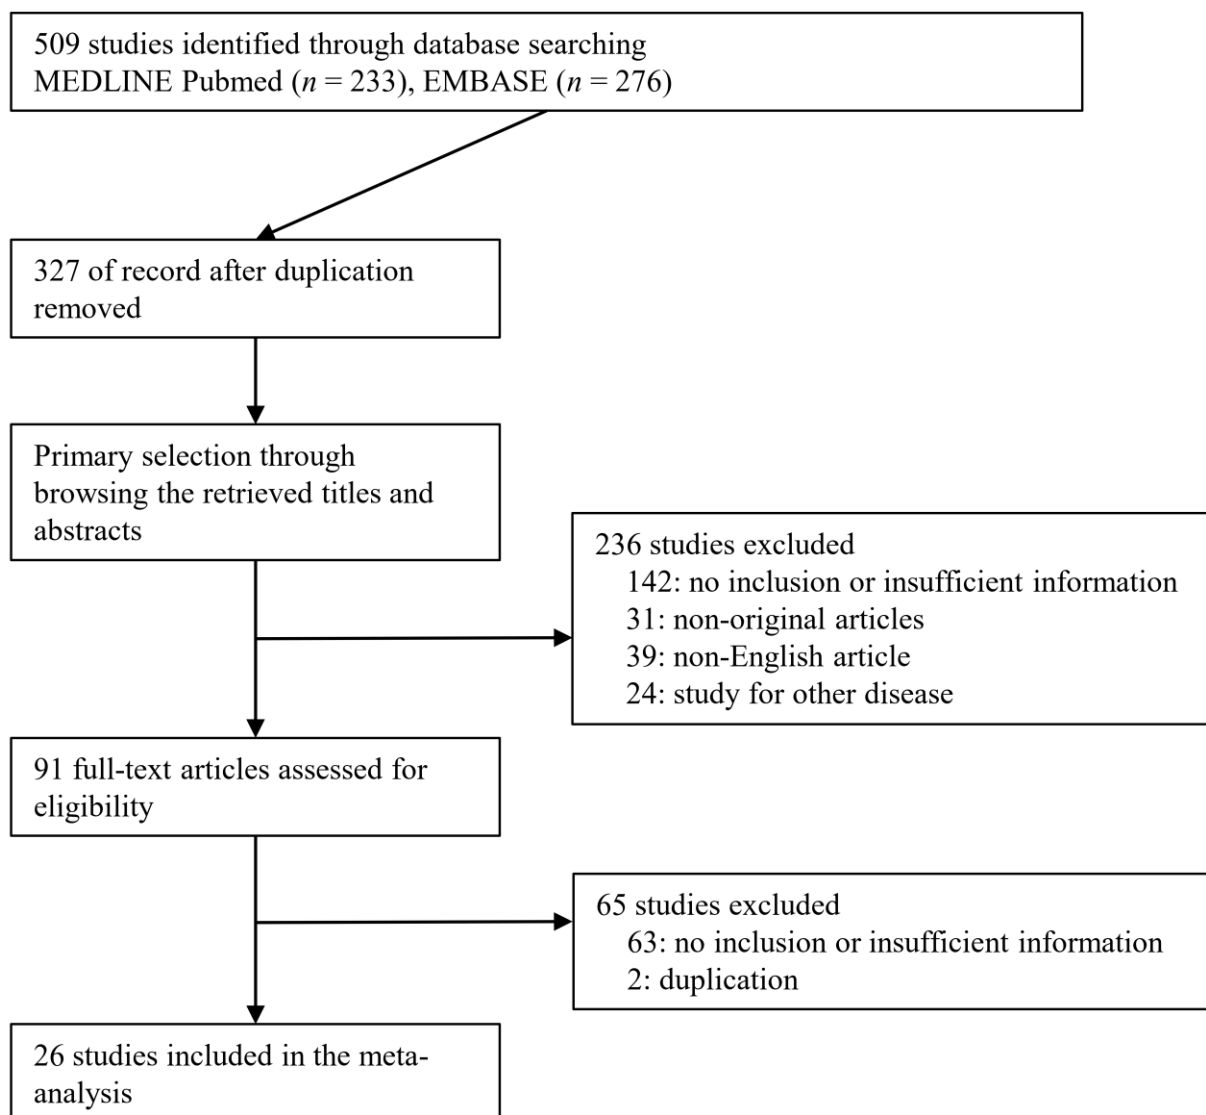 509 studies identified through database searching
MEDLINE Pubmed (n = 233), EMBASE (n = 276)
327 of record after duplication
removed
Primary selection through
browsing the retrieved titles and
abstracts
236 studies excluded
142: no inclusion or insufficient information
31: non-original articles
39: non-English article
24: study for other disease
91 full-text articles assessed for
eligibility
65 studies excluded
63: no inclusion or insufficient information
2: duplication
26 studies included in the meta-
analysis